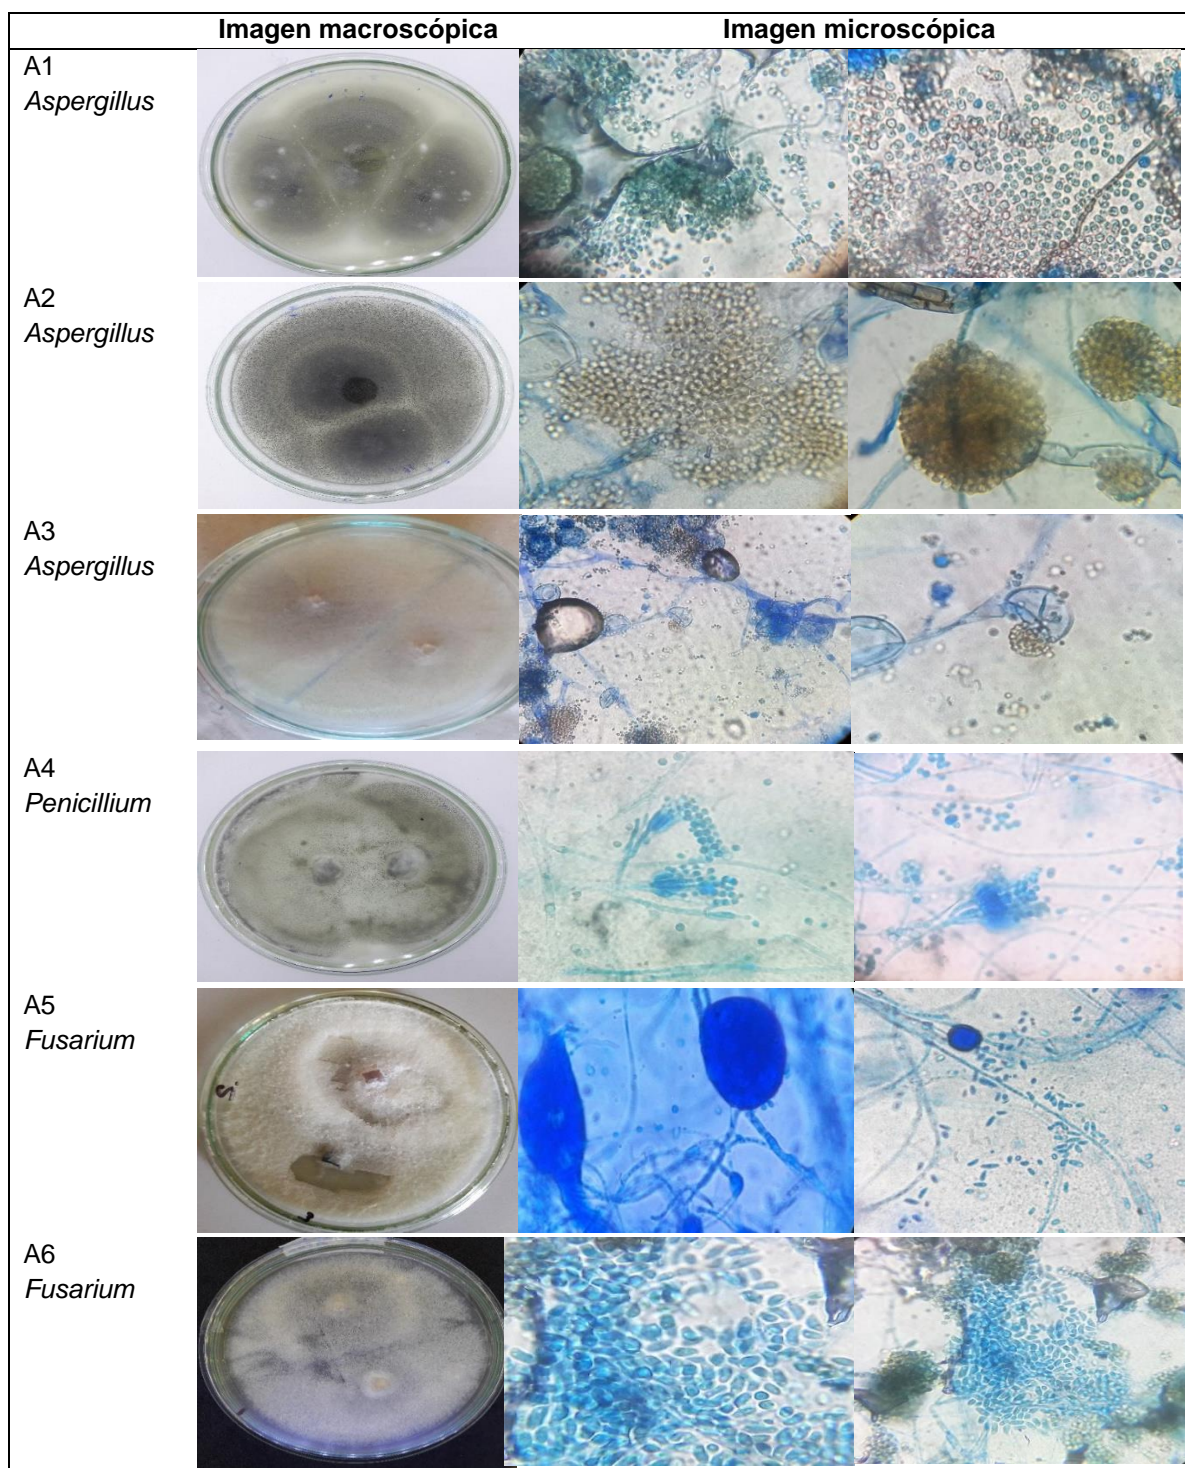 Imagen macroscópica Imagen microscópica
A1
Aspergillus
A2
Aspergillus
A3
Aspergillus
A4
Penicillium
A5
Fusarium
A6
Fusarium